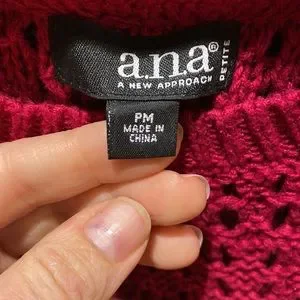 a.n.a®
A NEW APPROACH
PETITE
PM
MADE IN
CHINA